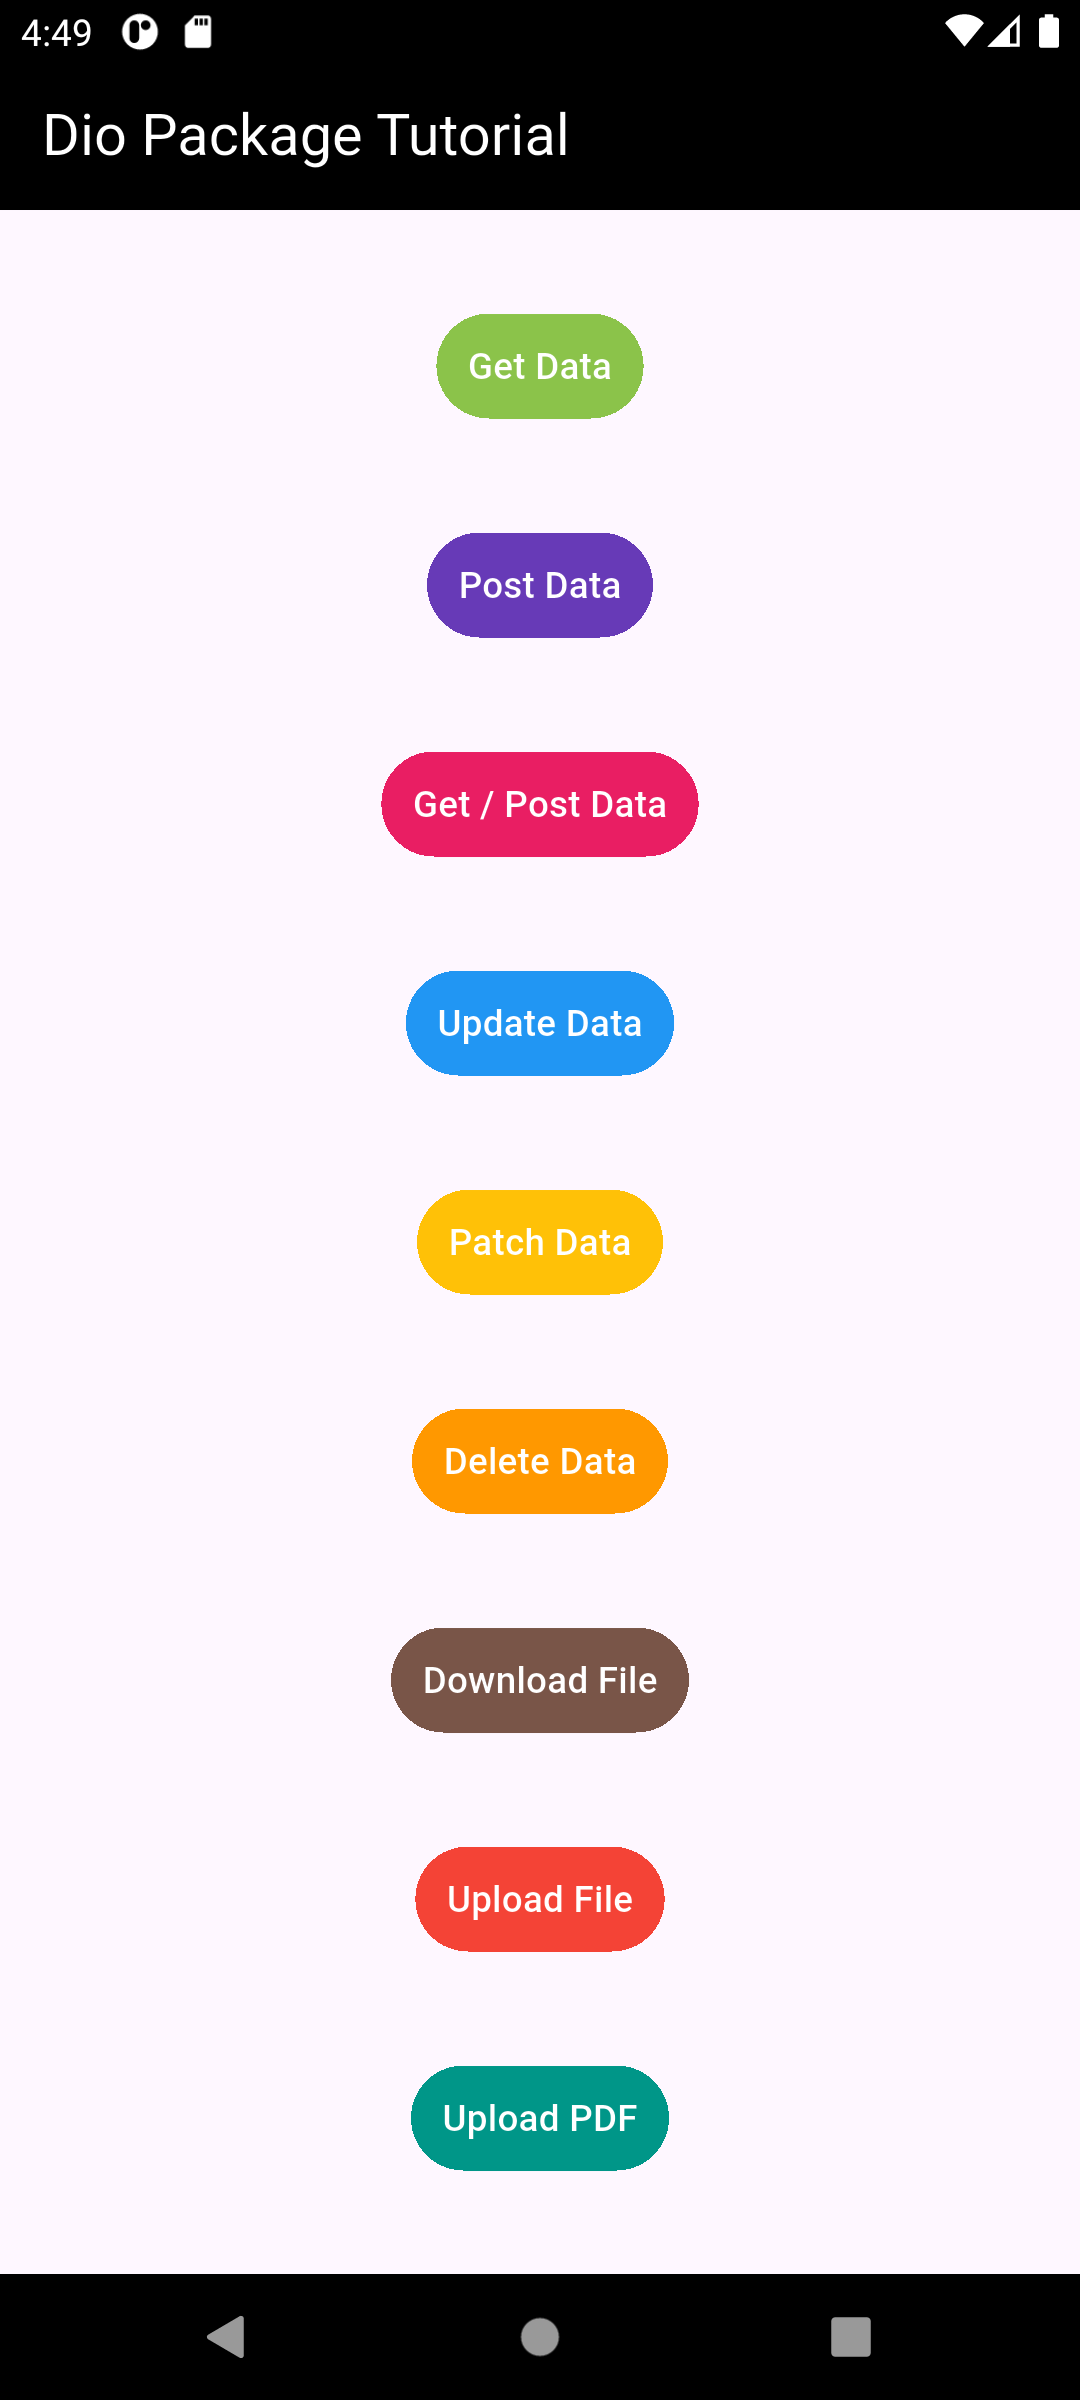 4:49
Dio Package Tutorial
Get Data
Post Data
Get / Post Data
Update Data
Patch Data
Delete Data
Download File
Upload File
Upload PDF